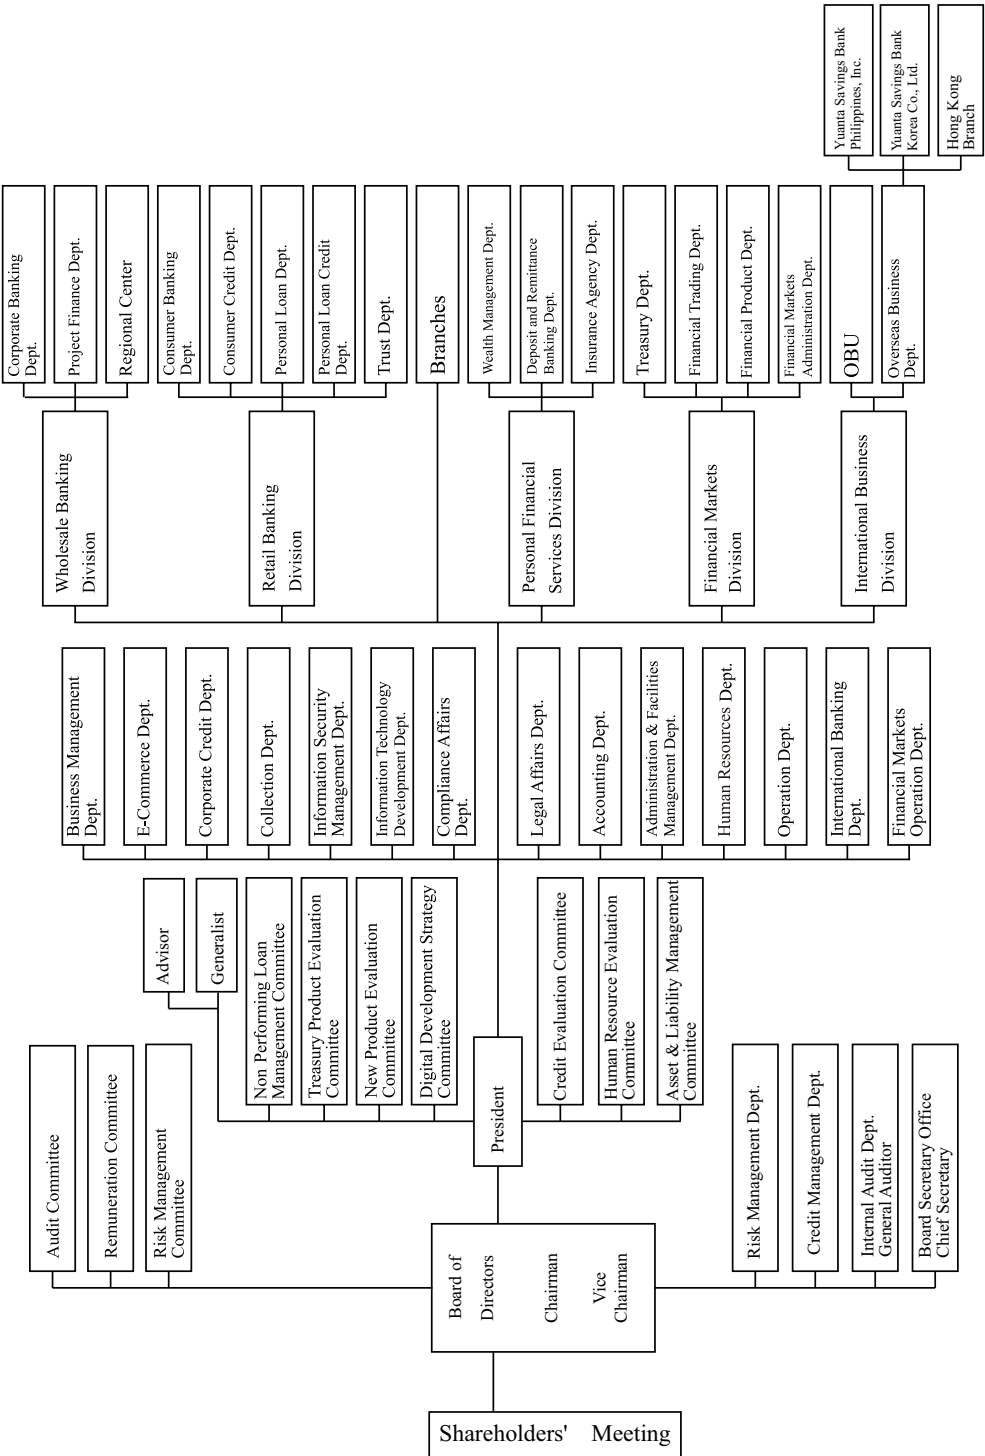 Shareholders' Meeting
Board of
Directors
Chairman
Vice
Chairman
Audit Committee
Remuneration Committee
Risk Management
Committee
Risk Management Dept.
Credit Management Dept.
Internal Audit Dept.
General Auditor
Board Secretary Office
Chief Secretary
President
Advisor
Generalist
Non Performing Loan
Management Committee
Treasury Product Evaluation
Committee
New Product Evaluation
Committee
Digital Development Strategy
Committee
Credit Evaluation Committee
Human Resource Evaluation
Committee
Asset & Liability Management
Committee
Business Management
Dept.
E-Commerce Dept.
Corporate Credit Dept.
Collection Dept.
Information Security
Management Dept.
Information Technology
Development Dept.
Compliance Affairs
Dept.
Legal Affairs Dept.
Accounting Dept.
Administration & Facilities
Management Dept.
Human Resources Dept.
Operation Dept.
International Banking
Dept.
Financial Markets
Operation Dept.
Wholesale Banking
Division
Corporate Banking
Dept.
Project Finance Dept.
Regional Center
Retail Banking
Division
Consumer Banking
Dept.
Consumer Credit Dept.
Personal Loan Dept.
Personal Loan Credit
Dept.
Trust Dept.
Branches
Personal Financial
Services Division
Wealth Management Dept.
Deposit and Remittance
Banking Dept.
Insurance Agency Dept.
Financial Markets
Division
Treasury Dept.
Financial Trading Dept.
Financial Product Dept.
Financial Markets
Administration Dept.
International Business
Division
OBU
Overseas Business
Dept.
Yuanta Savings Bank
Philippines, Inc.
Yuanta Savings Bank
Korea Co., Ltd.
Hong Kong
Branch